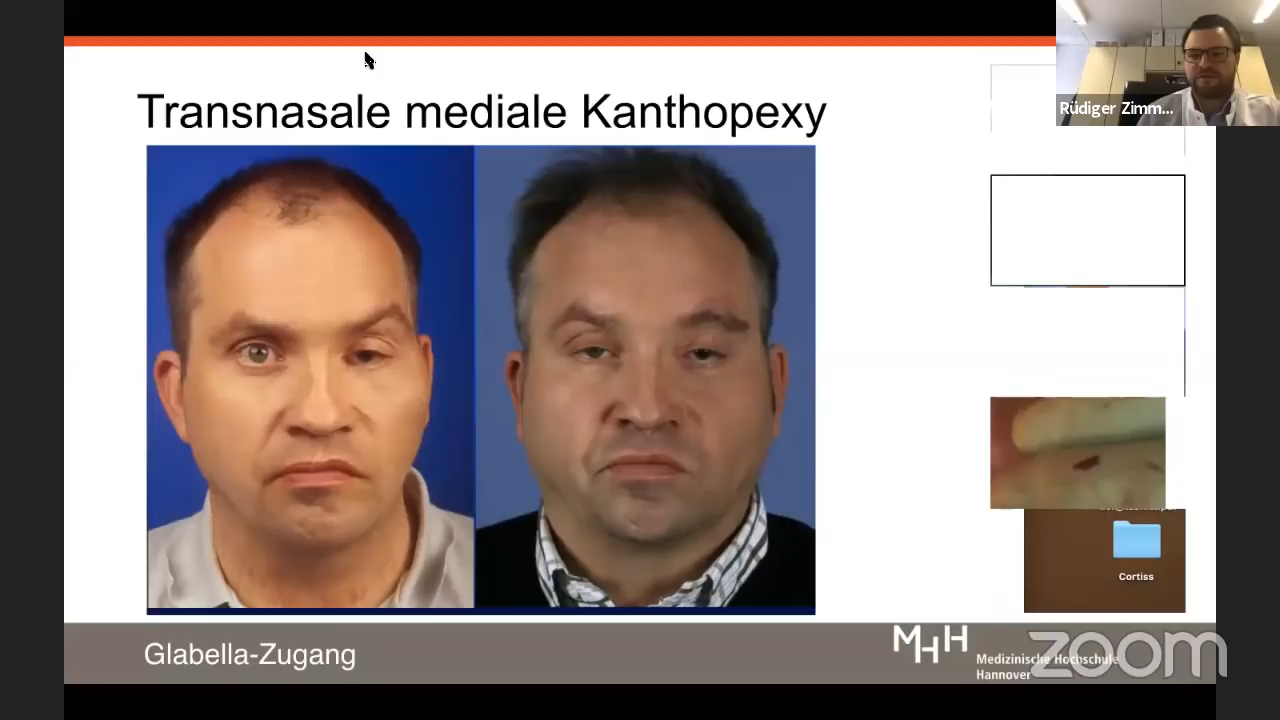 Transnasale mediale Kanthopexy
Rüdiger Zimm...
Cortiss
Glabella-Zugang
MHH
Medizinische Hochschule
Hannover
zoom